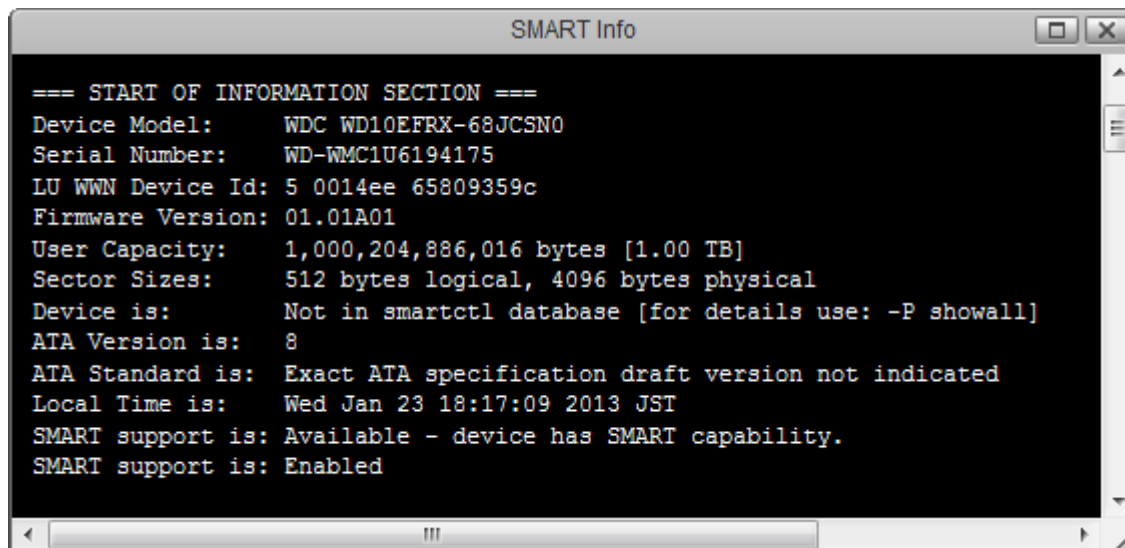 SMART Info
=== START OF INFORMATION SECTION ===
Device Model:     WDC WD10EFRX-68JCSN0
Serial Number:    WD-WMC1U6194175
LU WWN Device Id: 5 0014ee 65809359c
Firmware Version: 01.01A01
User Capacity:    1,000,204,886,016 bytes [1.00 TB]
Sector Sizes:     512 bytes logical, 4096 bytes physical
Device is:        Not in smartctl database [for details use: -P showall]
ATA Version is:   8
ATA Standard is:  Exact ATA specification draft version not indicated
Local Time is:    Wed Jan 23 18:17:09 2013 JST
SMART support is: Available - device has SMART capability.
SMART support is: Enabled